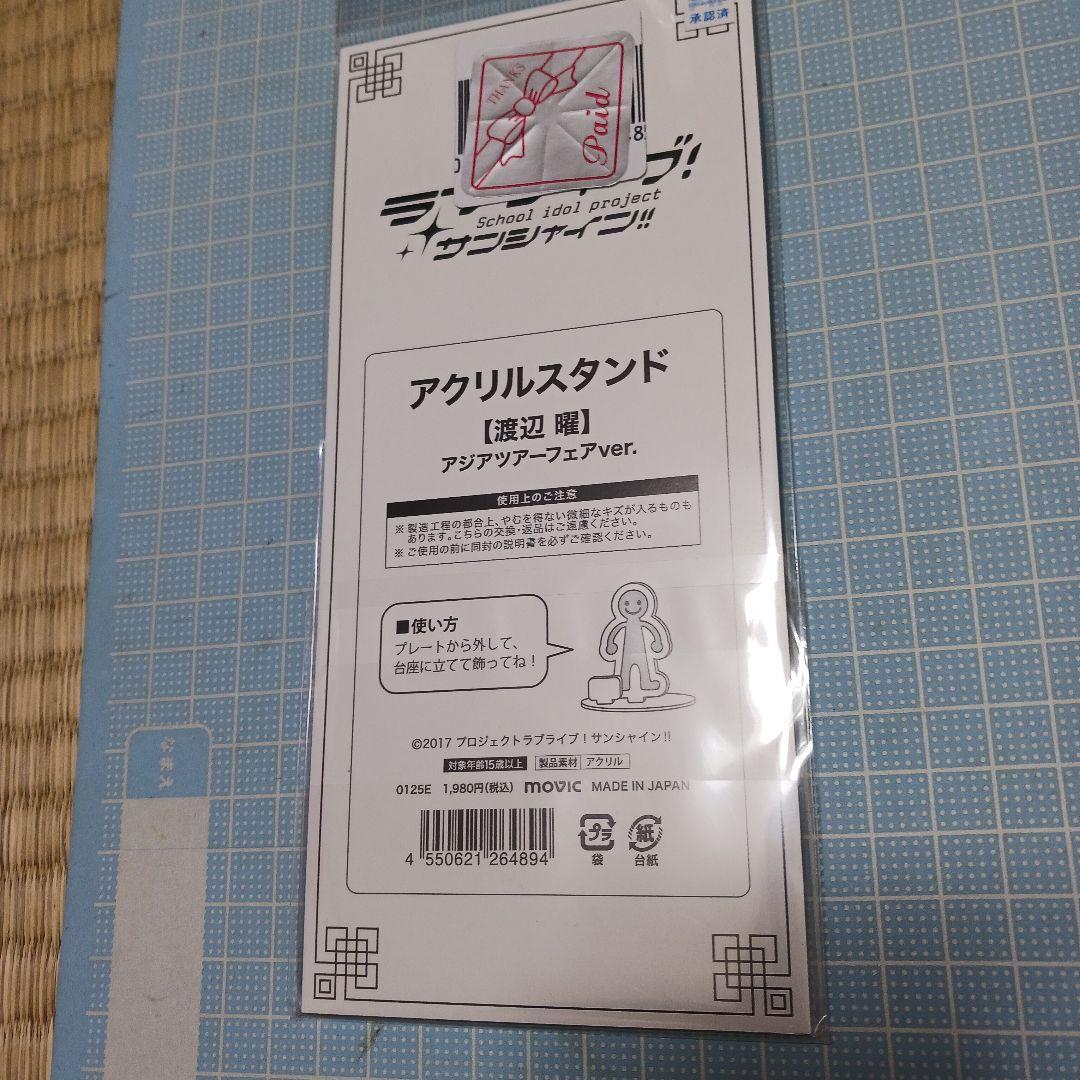 承認済
THANKS
Paid
School idol project
サンシャイン!!
アクリルスタンド
【渡辺 曜】
アジアツアーフェアver.
使用上のご注意
※ 製造工程の都合上、やむを得ない微細なキズが入るものも
あります。こちらの交換・返品はご遠慮ください。
※ ご使用の前に同封の説明書を必ずご確認ください。
■使い方
プレートから外して、
台座に立てて飾ってね！
©2017 プロジェクトラブライブ！サンシャイン!!
対象年齢15歳以上 製品素材 アクリル
0125E 1,980円(税込) movic MADE IN JAPAN
4 550621 264894
プラ 紙
袋 台紙